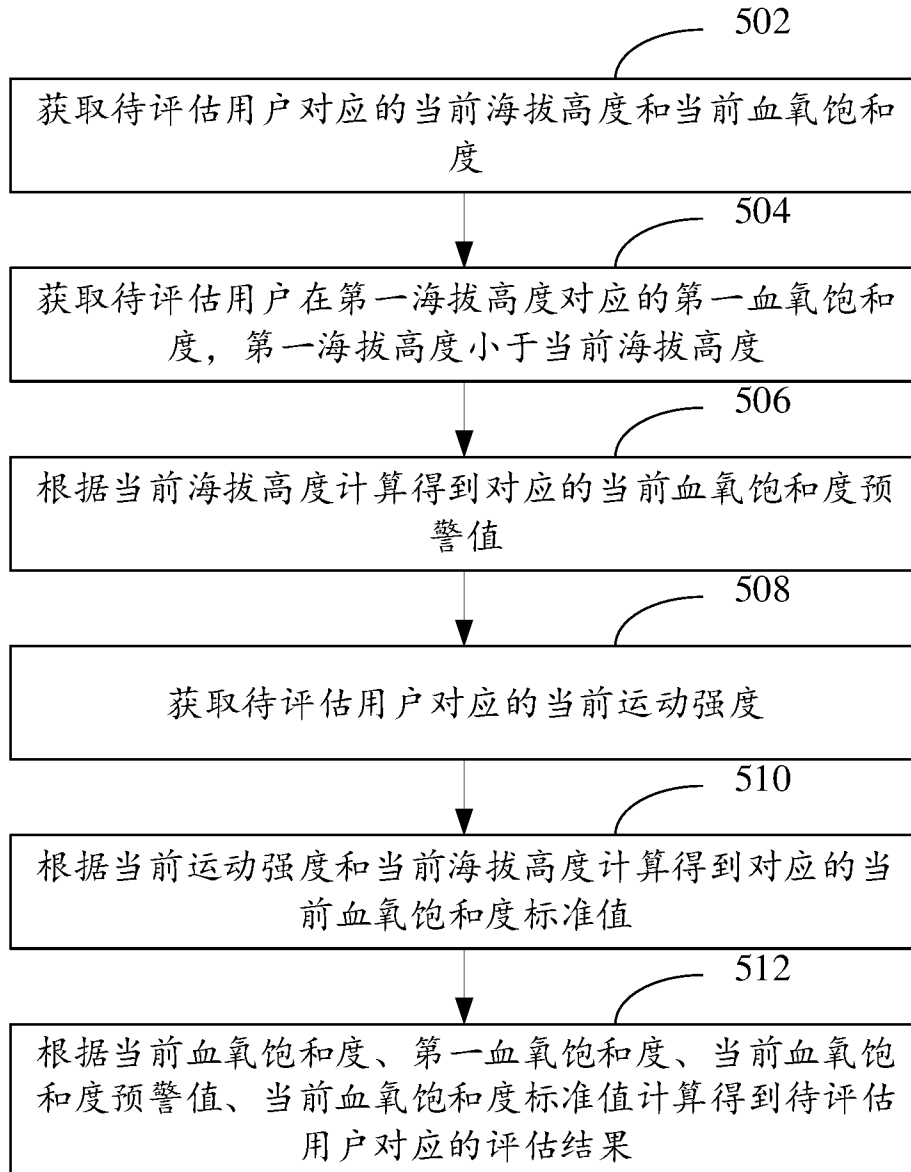 502
获取待评估用户对应的当前海拔高度和当前血氧饱和
度
504
获取待评估用户在第一海拔高度对应的第一血氧饱和
度，第一海拔高度小于当前海拔高度
506
根据当前海拔高度计算得到对应的当前血氧饱和度预
警值
508
获取待评估用户对应的当前运动强度
510
根据当前运动强度和当前海拔高度计算得到对应的当
前血氧饱和度标准值
512
根据当前血氧饱和度、第一血氧饱和度、当前血氧饱
和度预警值、当前血氧饱和度标准值计算得到待评估
用户对应的评估结果